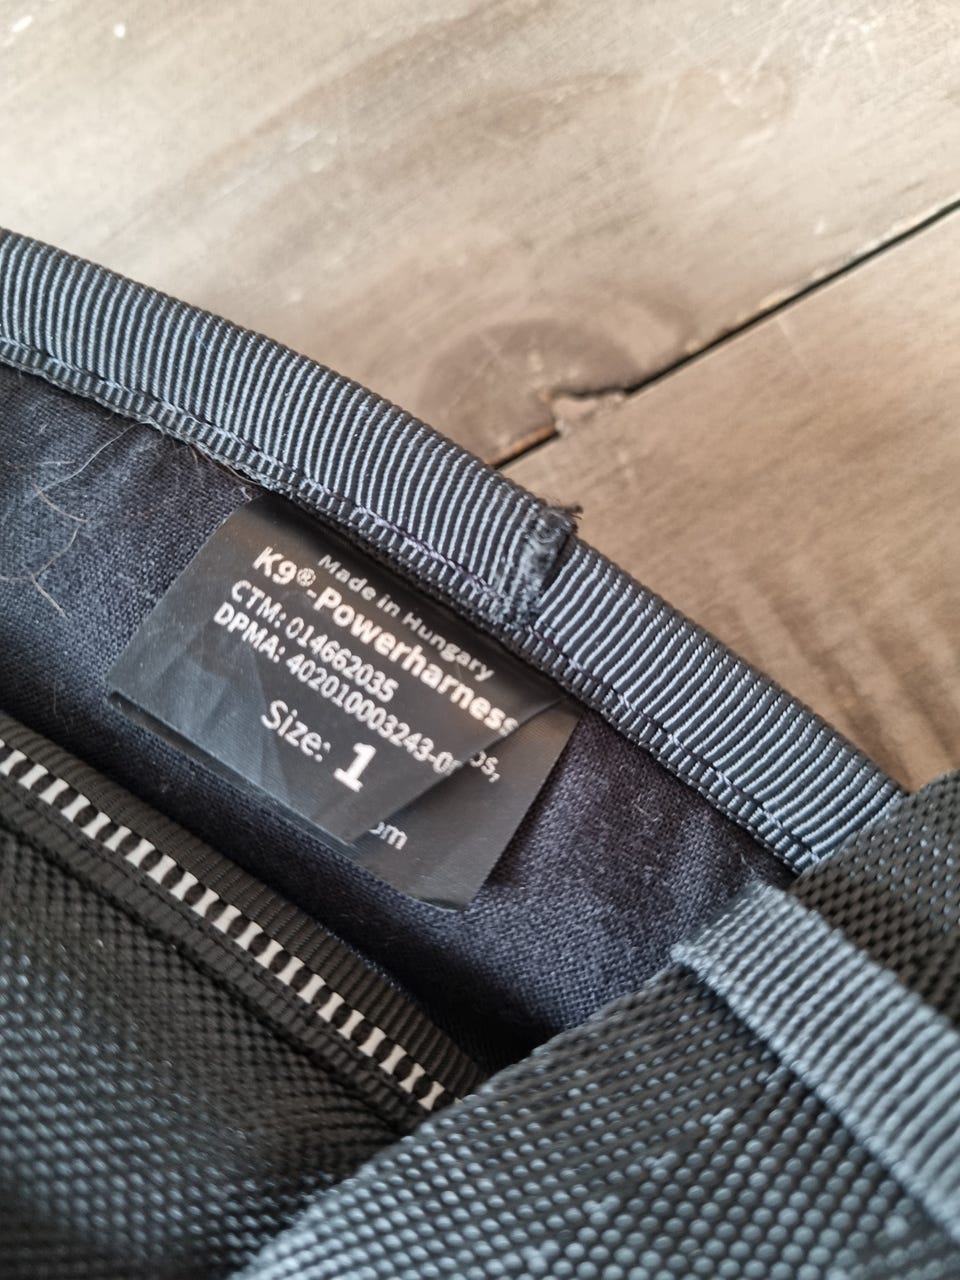 Made in Hungary
K9®-Powerharness
CTM: 014662035
DPMA: 402010003243-0
Size: 1